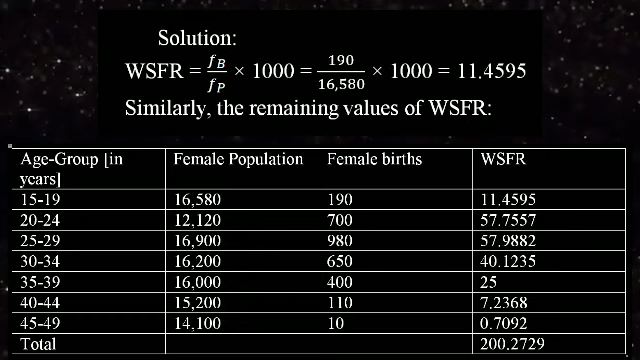 Solution:
WSFR = f_B / f_P × 1000 = 190 / 16,580 × 1000 = 11.4595
Similarly, the remaining values of WSFR:
Age-Group [in years] Female Population Female births WSFR
15-19 16,580 190 11.4595
20-24 12,120 700 57.7557
25-29 16,900 980 57.9882
30-34 16,200 650 40.1235
35-39 16,000 400 25
40-44 15,200 110 7.2368
45-49 14,100 10 0.7092
Total 200.2729